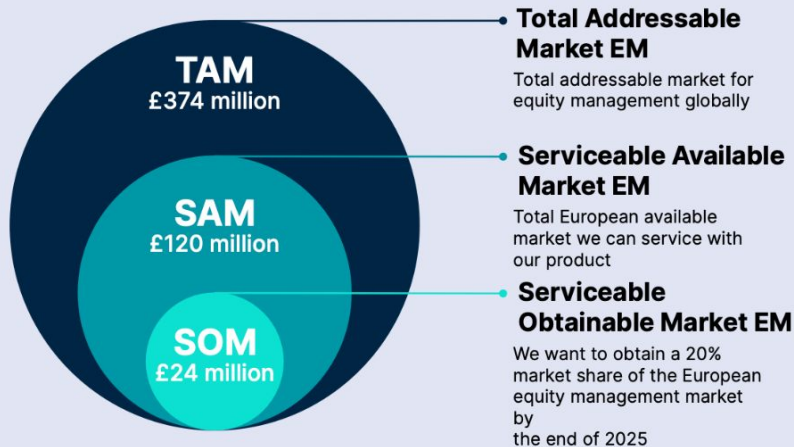 TAM
£374 million
SAM
£120 million
SOM
£24 million
Total Addressable
Market EM
Total addressable market for
equity management globally
Serviceable Available
Market EM
Total European available
market we can service with
our product
Serviceable
Obtainable Market EM
We want to obtain a 20%
market share of the European
equity management market
by
the end of 2025